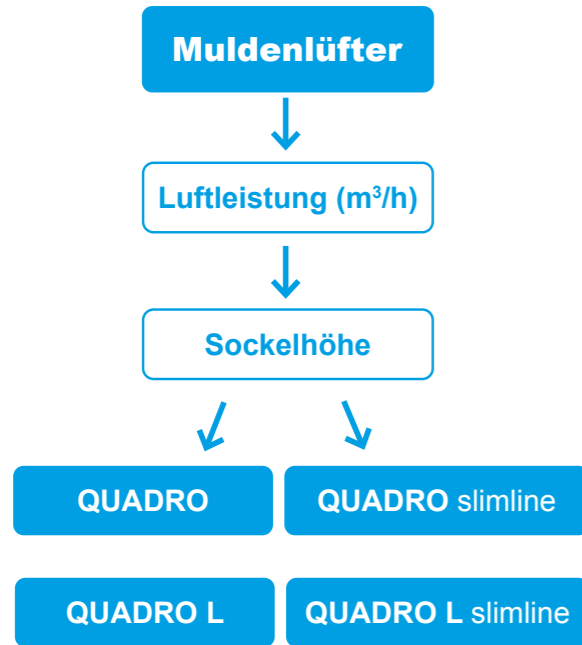 Muldenlüfter
Luftleistung (m³/h)
Sockelhöhe
QUADRO
QUADRO slimline
QUADRO L
QUADRO L slimline